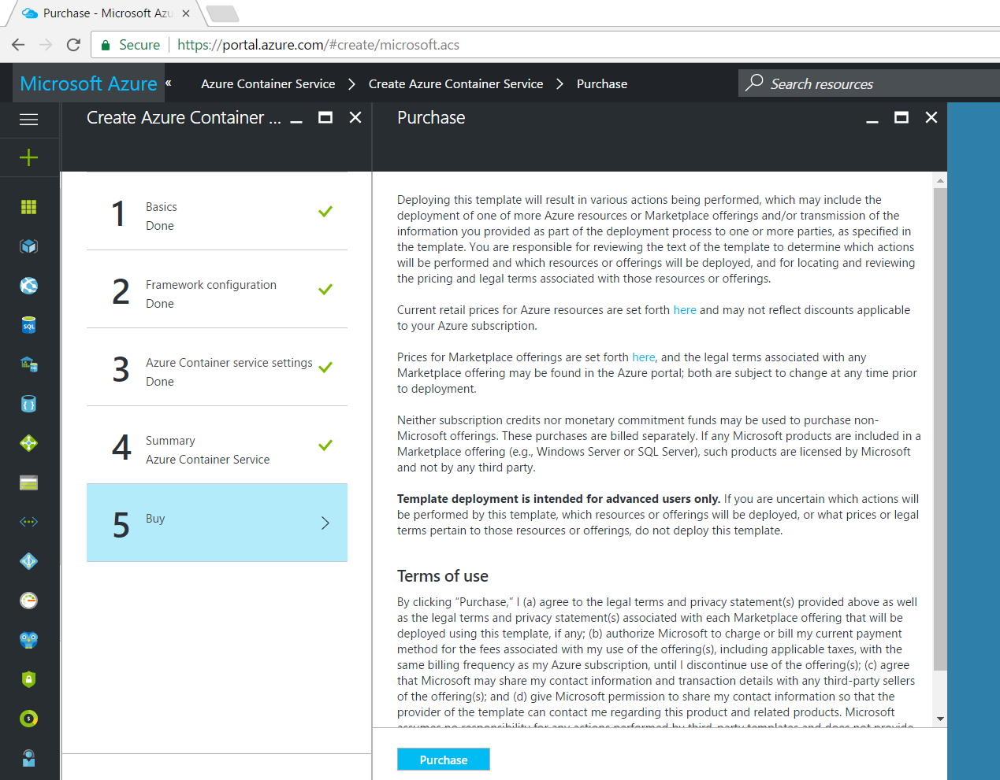 Purchase - Microsoft Azu
Secure
https://portal.azure.com/#create/microsoft.acs
Microsoft Azure «
Azure Container Service > Create Azure Container Service > Purchase
Search resources
Create Azure Container ...
1
Basics
Done
2
Framework configuration
Done
3
Azure Container service settings
Done
4
Summary
Azure Container Service
5
Buy
SQL
Purchase
Deploying this template will result in various actions being performed, which may include the
deployment of one of more Azure resources or Marketplace offerings and/or transmission of the
information you provided as part of the deployment process to one or more parties, as specified in
the template. You are responsible for reviewing the text of the template to determine which actions
will be performed and which resources or offerings will be deployed, and for locating and reviewing
the pricing and legal terms associated with those resources or offerings.
Current retail prices for Azure resources are set forth here and may not reflect discounts applicable
to your Azure subscription.
Prices for Marketplace offerings are set forth here, and the legal terms associated with any
Marketplace offering may be found in the Azure portal; both are subject to change at any time prior
to deployment.
Neither subscription credits nor monetary commitment funds may be used to purchase non-
Microsoft offerings. These purchases are billed separately. If any Microsoft products are included in a
Marketplace offering (e.g., Windows Server or SQL Server), such products are licensed by Microsoft
and not by any third party.
Template deployment is intended for advanced users only. If you are uncertain which actions will
be performed by this template, which resources or offerings will be deployed, or what prices or legal
terms pertain to those resources or offerings, do not deploy this template.
Terms of use
By clicking “Purchase,” I (a) agree to the legal terms and privacy statement(s) provided above as well
as the legal terms and privacy statement(s) associated with each Marketplace offering that will be
deployed using this template, if any; (b) authorize Microsoft to charge or bill my current payment
method for the fees associated with my use of the offering(s), including applicable taxes, with the
same billing frequency as my Azure subscription, until I discontinue use of the offering(s); (c) agree
that Microsoft may share my contact information and transaction details with any third-party sellers
of the offering(s); and (d) give Microsoft permission to share my contact information so that the
provider of the template can contact me regarding this product and related products. Microsoft
assumes no responsibility for any actions performed by third-party templates and does not provide
Purchase